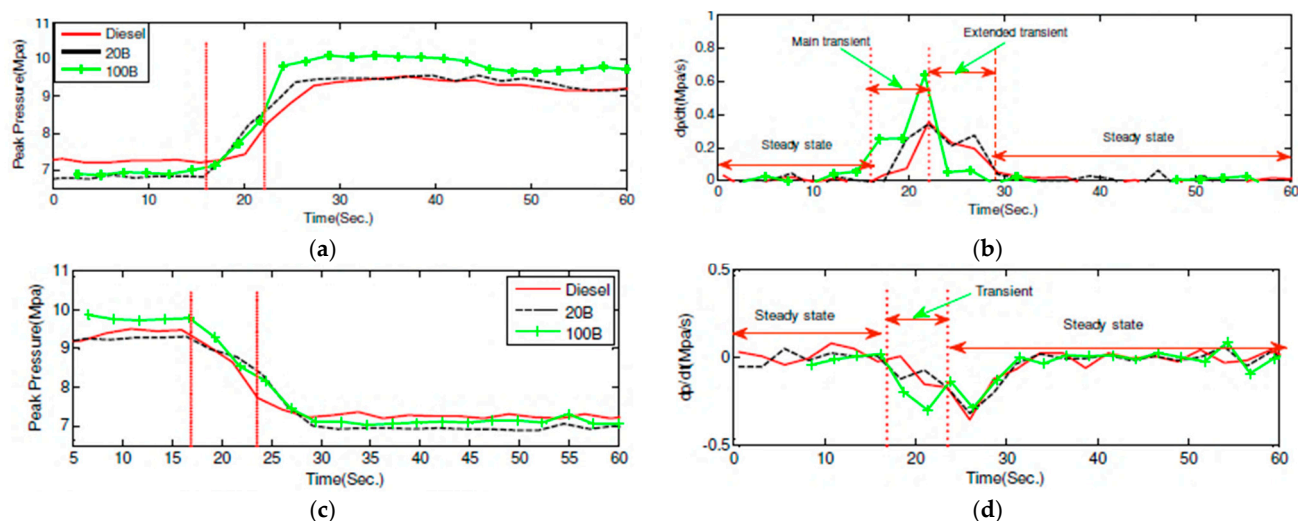 11
10
9
8
7
Peak Pressure(Mpa)
Diesel
20B
100B
0 10 20 30 40 50 60
Time(Sec.)
(a)
1
0.8
0.6
0.4
0.2
0
dp/dt(Mpa/s)
Main transient
Extended transient
Steady state
Steady state
0 10 20 30 40 50 60
Time(Sec.)
(b)
11
10
9
8
7
Peak Pressure(Mpa)
Diesel
20B
100B
5 10 15 20 25 30 35 40 45 50 55 60
Time(Sec.)
(c)
0.5
0
-0.5
dp/dt(Mpa/s)
Transient
Steady state
Steady state
0 10 20 30 40 50 60
Time(Sec.)
(d)